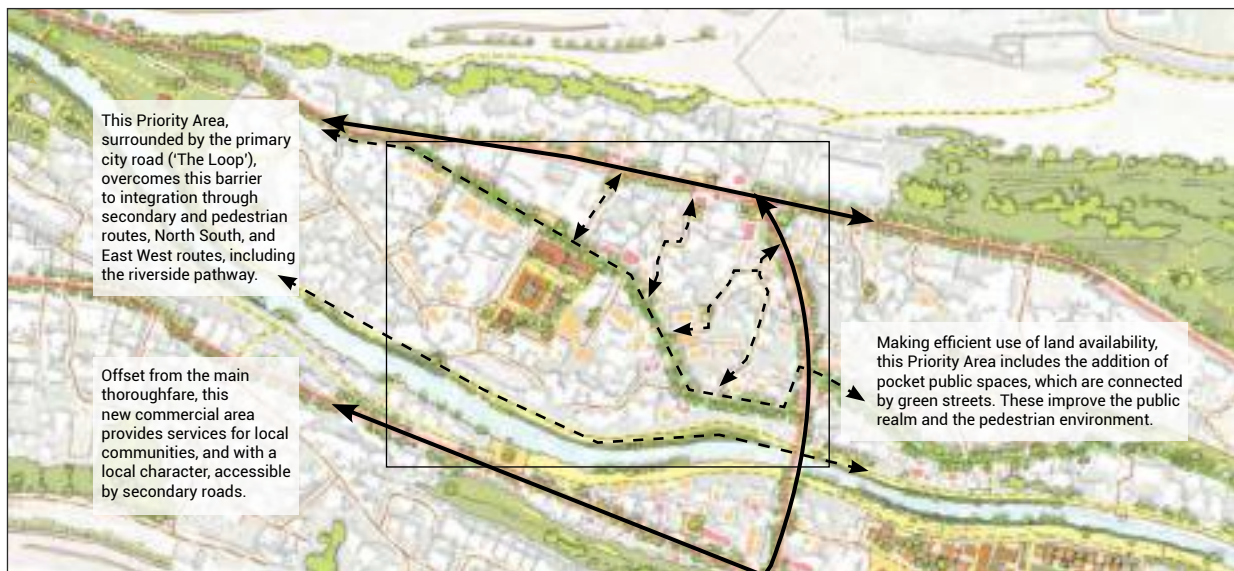 This Priority Area,
surrounded by the primary
city road (‘The Loop’),
overcomes this barrier
to integration through
secondary and pedestrian
routes, North South, and
East West routes, including
the riverside pathway.
Offset from the main
thoroughfare, this
new commercial area
provides services for local
communities, and with a
local character, accessible
by secondary roads.
Making efficient use of land availability,
this Priority Area includes the addition of
pocket public spaces, which are connected
by green streets. These improve the public
realm and the pedestrian environment.